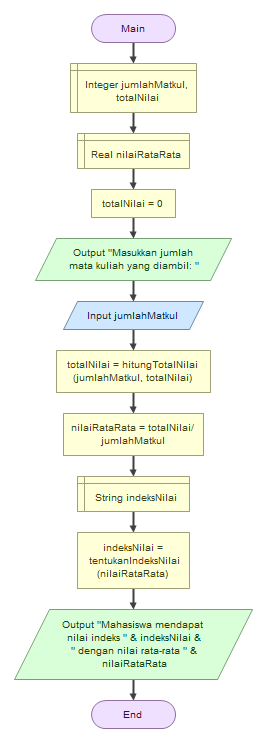 Main
Integer jumlahMatkul,
totalNilai
Real nilaiRataRata
totalNilai = 0
Output "Masukkan jumlah
mata kuliah yang diambil: "
Input jumlahMatkul
totalNilai = hitungTotalNilai
(jumlahMatkul, totalNilai)
nilaiRataRata = totalNilai/
jumlahMatkul
String indeksNilai
indeksNilai =
tentukanIndeksNilai
(nilaiRataRata)
Output "Mahasiswa mendapat
nilai indeks " & indeksNilai &
" dengan nilai rata-rata " &
nilaiRataRata
End